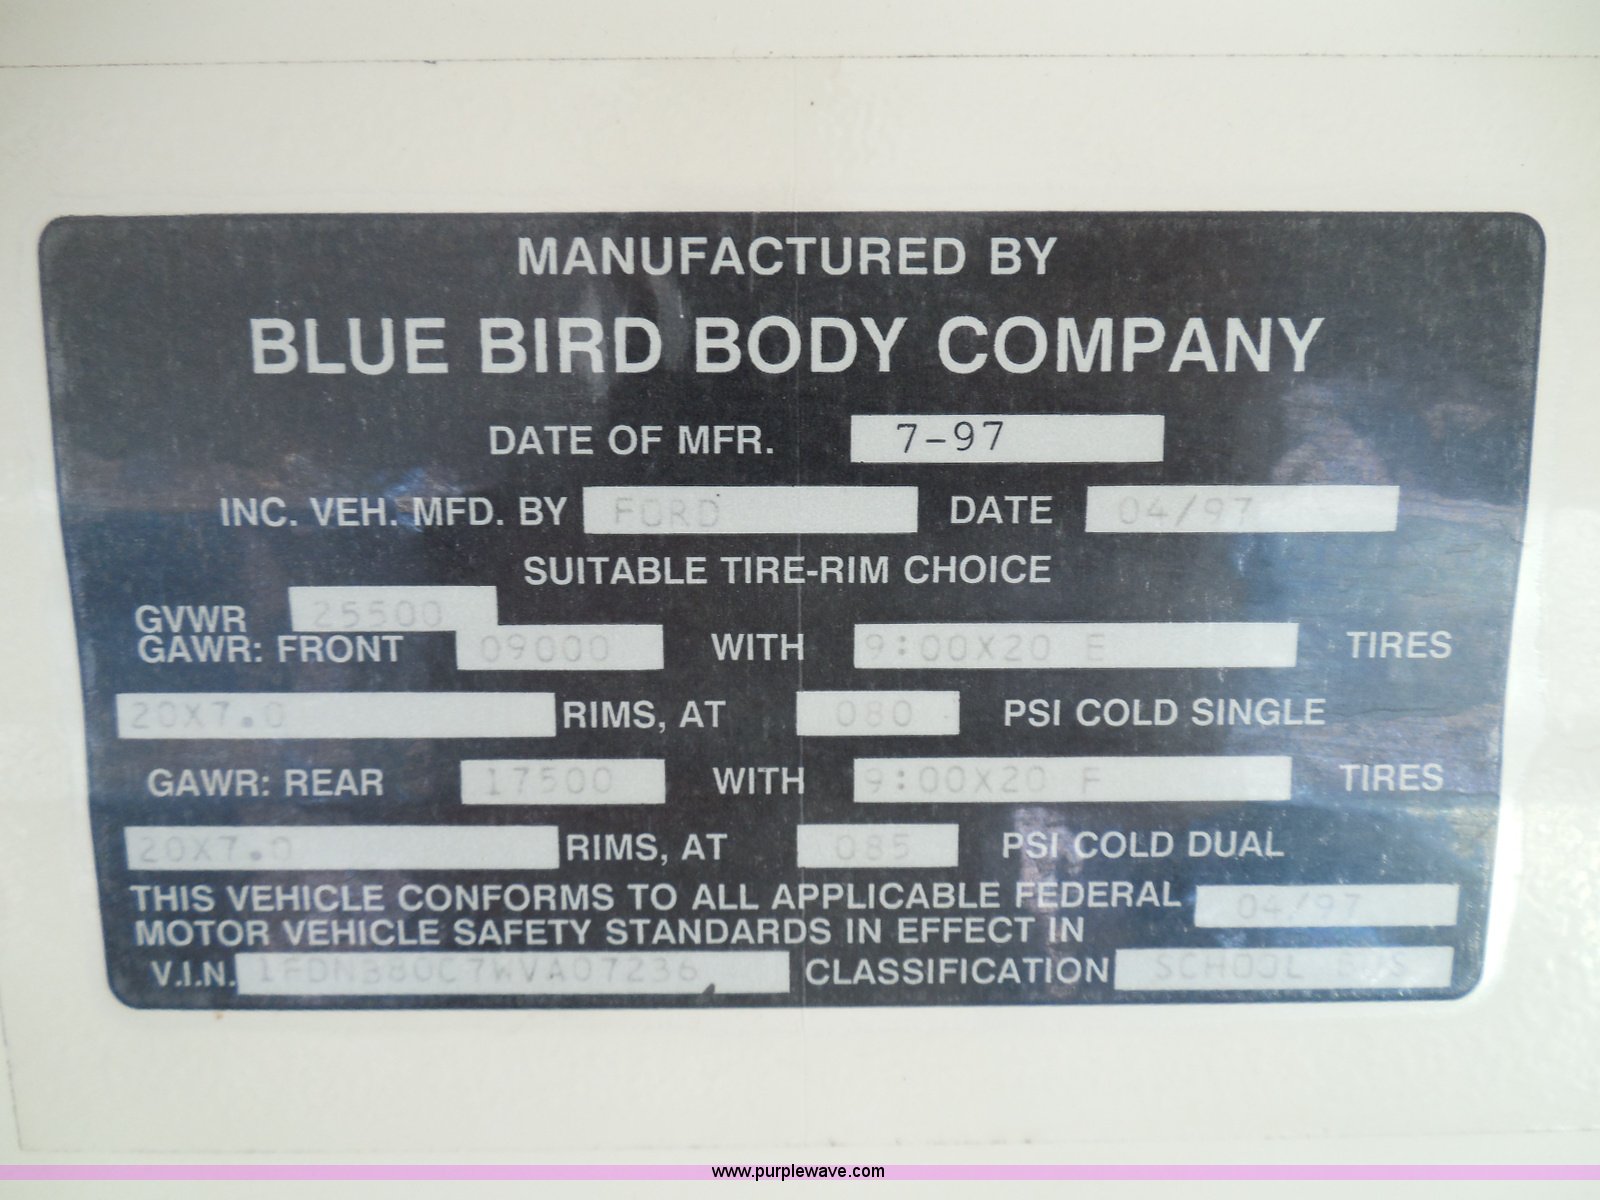 MANUFACTURED BY
BLUE BIRD BODY COMPANY
DATE OF MFR. 7-97
INC. VEH. MFD. BY FORD DATE 04/97
SUITABLE TIRE-RIM CHOICE
GVWR 25500
GAWR: FRONT 09000 WITH 9:00X20 E TIRES
20X7.0 RIMS, AT 080 PSI COLD SINGLE
GAWR: REAR 17500 WITH 9:00X20 F TIRES
20X7.0 RIMS, AT 085 PSI COLD DUAL
THIS VEHICLE CONFORMS TO ALL APPLICABLE FEDERAL 04/97
MOTOR VEHICLE SAFETY STANDARDS IN EFFECT IN
V.I.N. 1FDNB80C7WVA07236 CLASSIFICATION SCHOOL BUS
www.purplewave.com